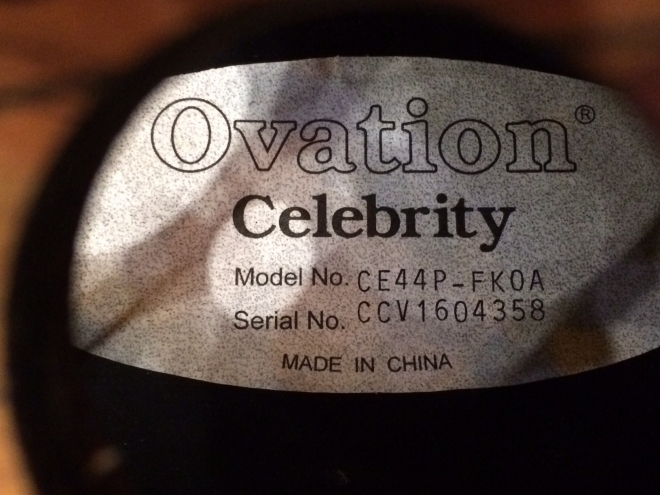 Ovation®
Celebrity
Model No. CE44P-FKOA
Serial No. CCV1604358
MADE IN CHINA